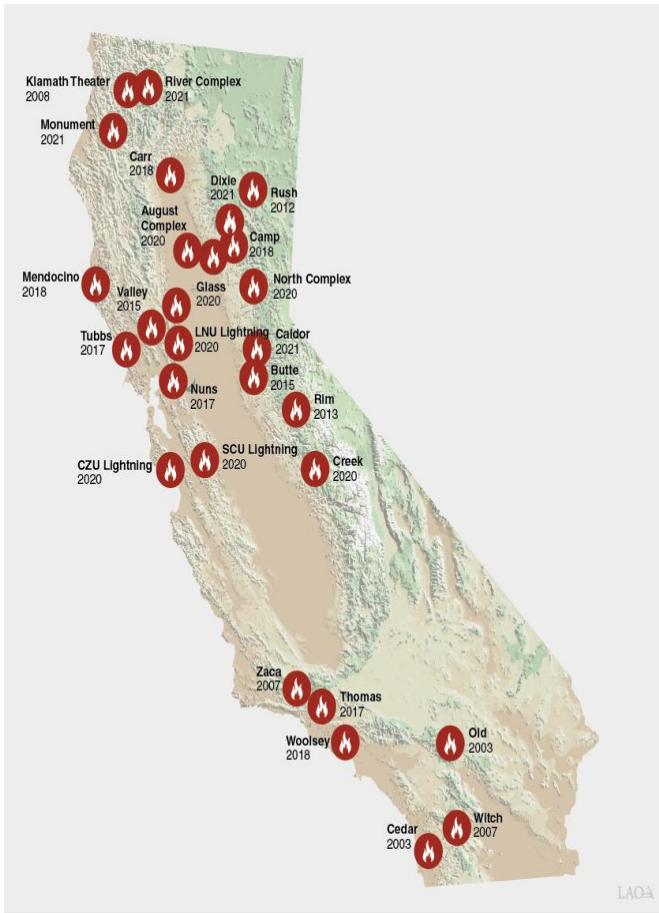 Klamath Theater
2008
River Complex
2021
Monument
2021
Carr
2018
Dixie
2021
Rush
2012
August
Complex
2020
Camp
2018
Mendocino
2018
Glass
2020
North Complex
2020
Valley
2015
Tubbs
2017
LNU Lightning
2020
Caldor
2021
Butte
2015
Nuns
2017
Rim
2013
CZU Lightning
2020
SCU Lightning
2020
Creek
2020
Zaca
2007
Thomas
2017
Woolsey
2018
Old
2003
Cedar
2003
Witch
2007
LAO